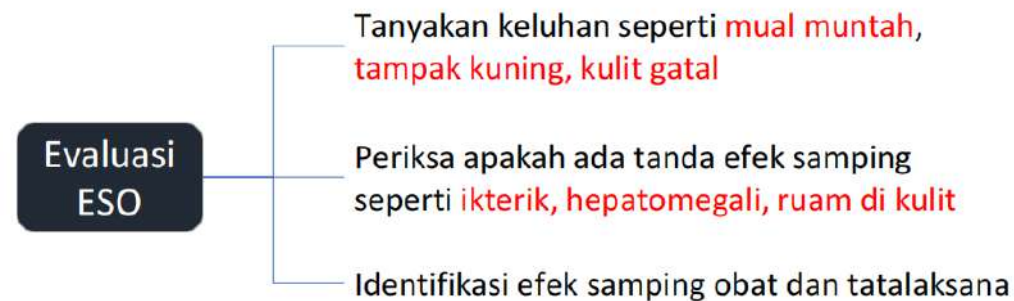 Tanyakan keluhan seperti mual muntah,
tampak kuning, kulit gatal
Evaluasi
ESO
Periksa apakah ada tanda efek samping
seperti ikterik, hepatomegali, ruam di kulit
Identifikasi efek samping obat dan tatalaksana